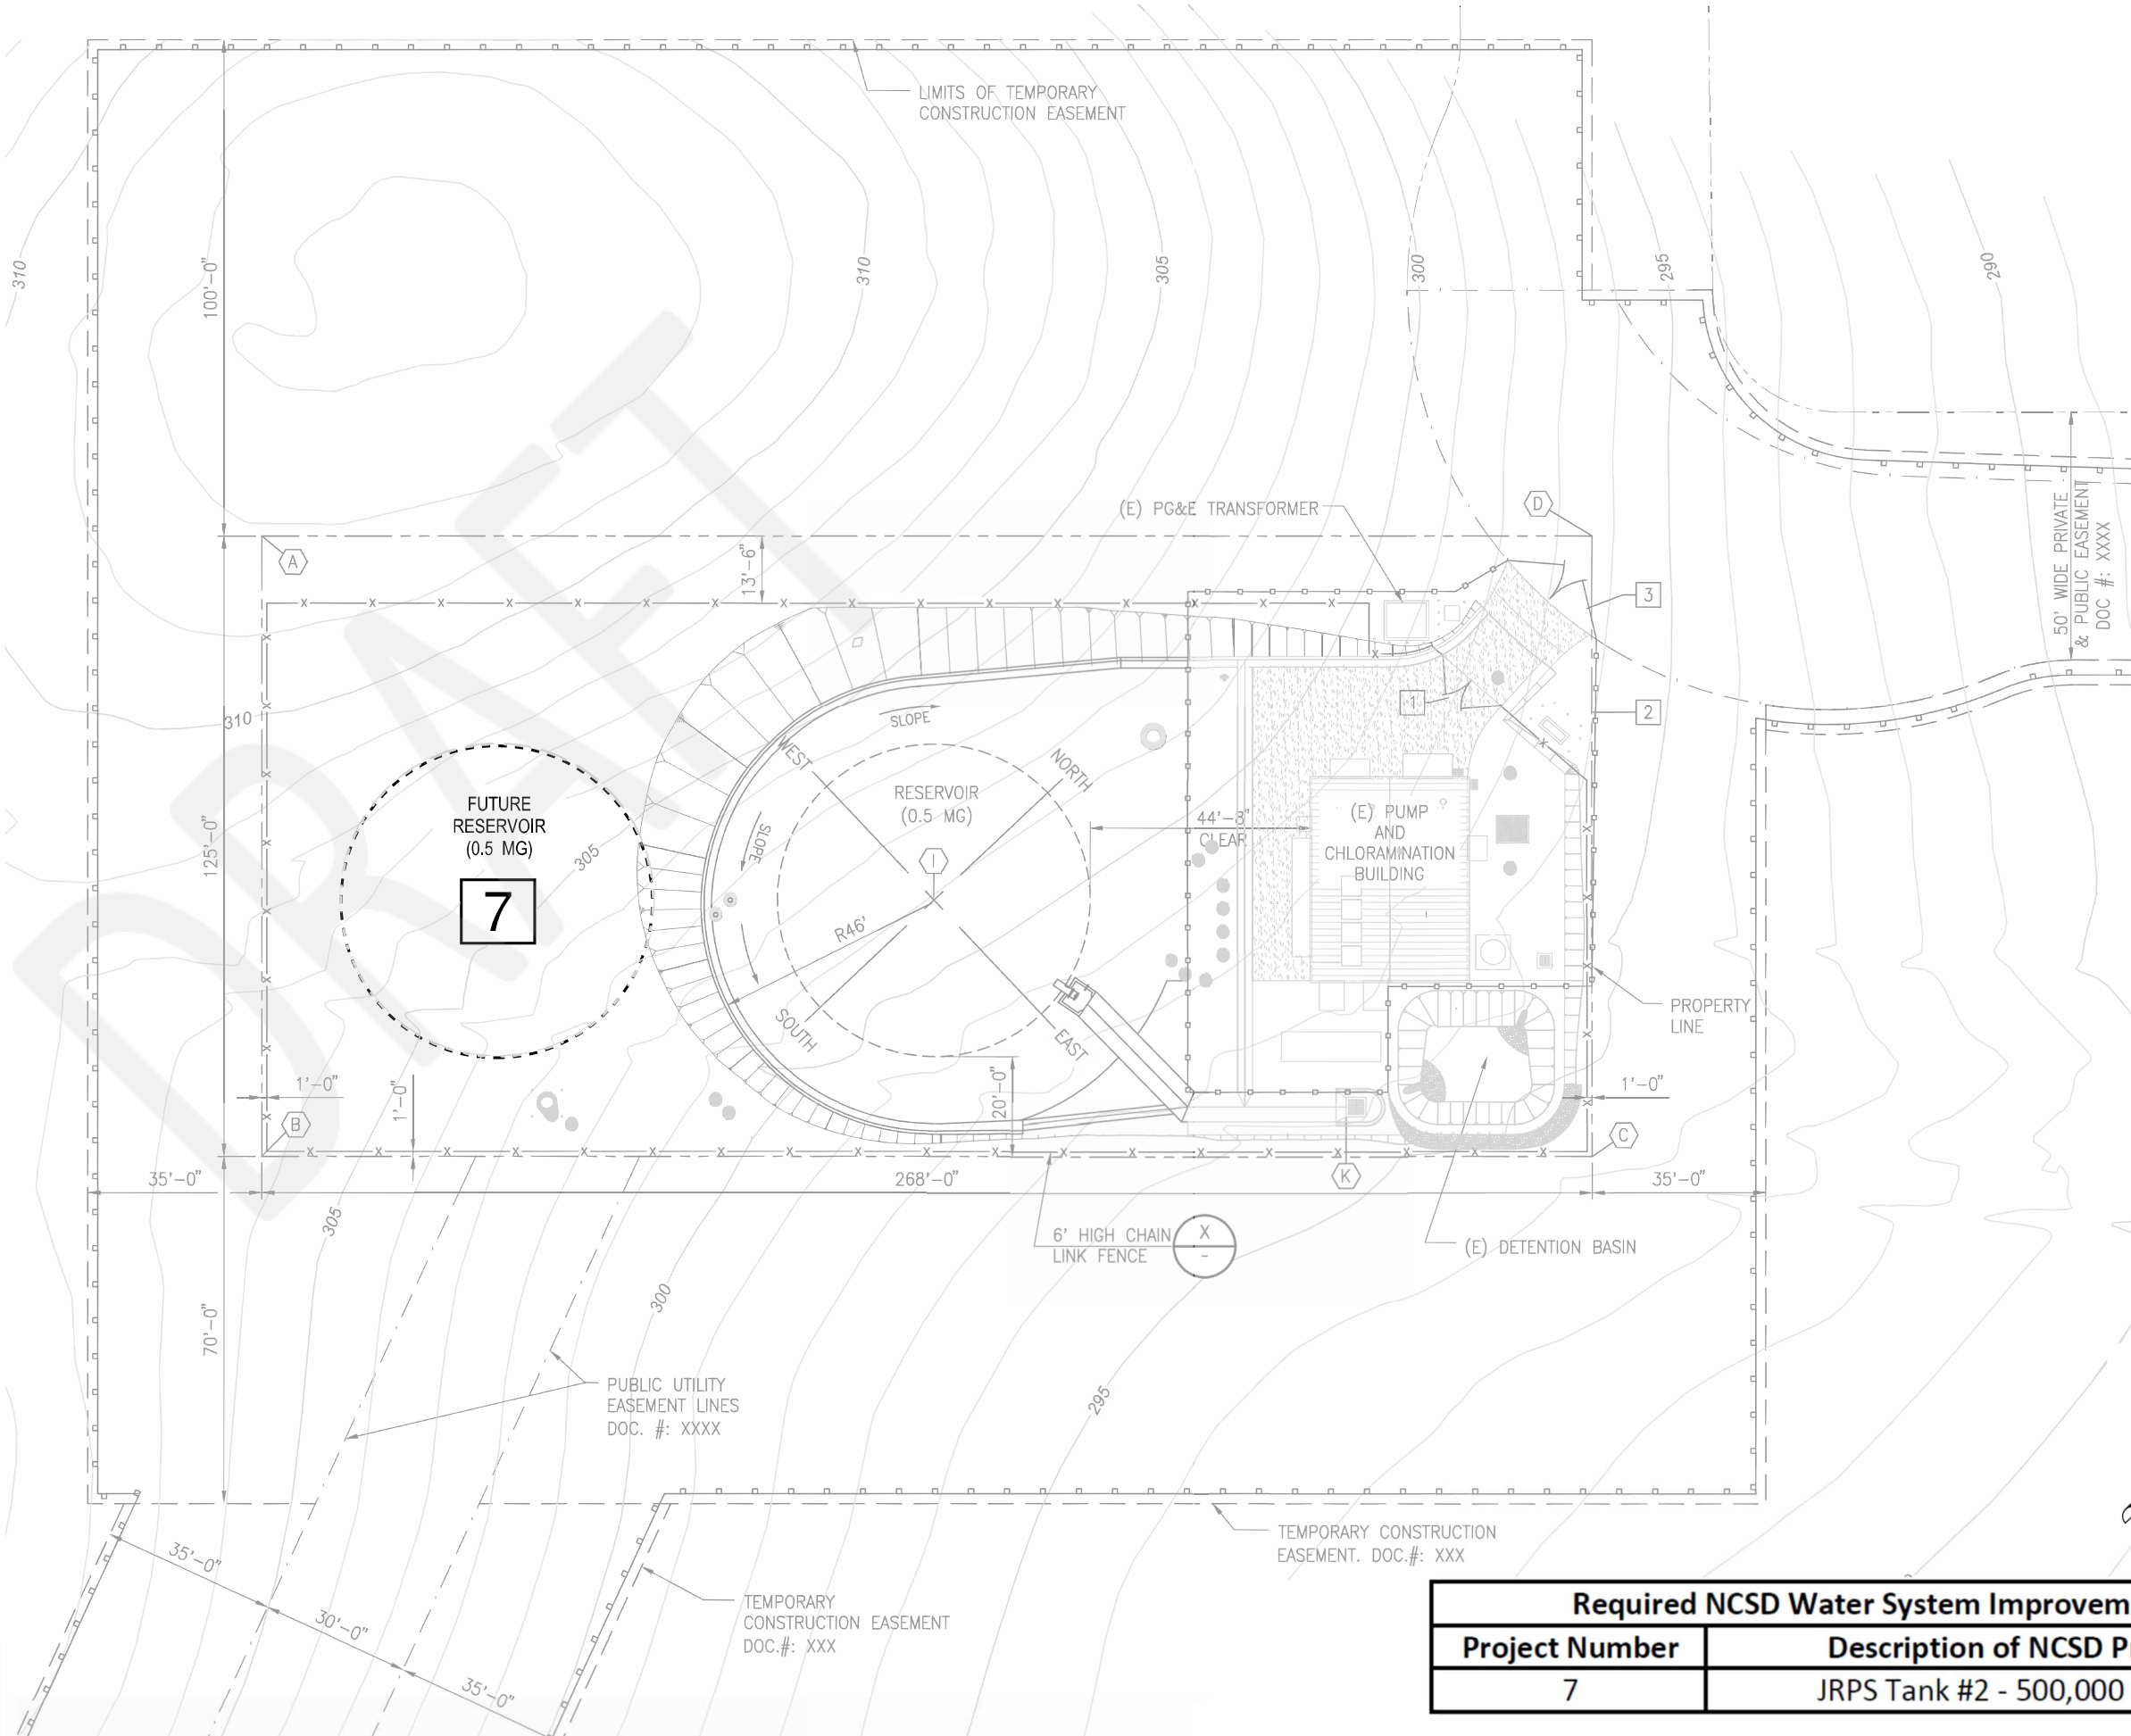 LIMITS OF TEMPORARY
CONSTRUCTION EASEMENT
310
310
305
300
295
290
100'-0"
(E) PG&E TRANSFORMER
D
50' WIDE PRIVATE
& PUBLIC EASEMENT
DOC #: XXXX
A
13'-6"
3
310
SLOPE
1
2
WEST
NORTH
FUTURE
RESERVOIR
(0.5 MG)
RESERVOIR
(0.5 MG)
44'-8"
CLEAR
(E) PUMP
AND
CHLORAMINATION
BUILDING
SLOPE
305
125'-0"
7
I
R46'
SOUTH
EAST
PROPERTY
LINE
1'-0"
1'-0"
20'-0"
1'-0"
B
C
K
35'-0"
268'-0"
35'-0"
305
6' HIGH CHAIN
LINK FENCE
X
-
(E) DETENTION BASIN
300
70'-0"
PUBLIC UTILITY
EASEMENT LINES
DOC. #: XXXX
295
TEMPORARY CONSTRUCTION
EASEMENT. DOC.#: XXX
35'-0"
30'-0"
35'-0"
TEMPORARY
CONSTRUCTION EASEMENT
DOC.#: XXX
DRAFT
Required NCSD Water System Improvem
Project Number Description of NCSD P
7 JRPS Tank #2 - 500,000